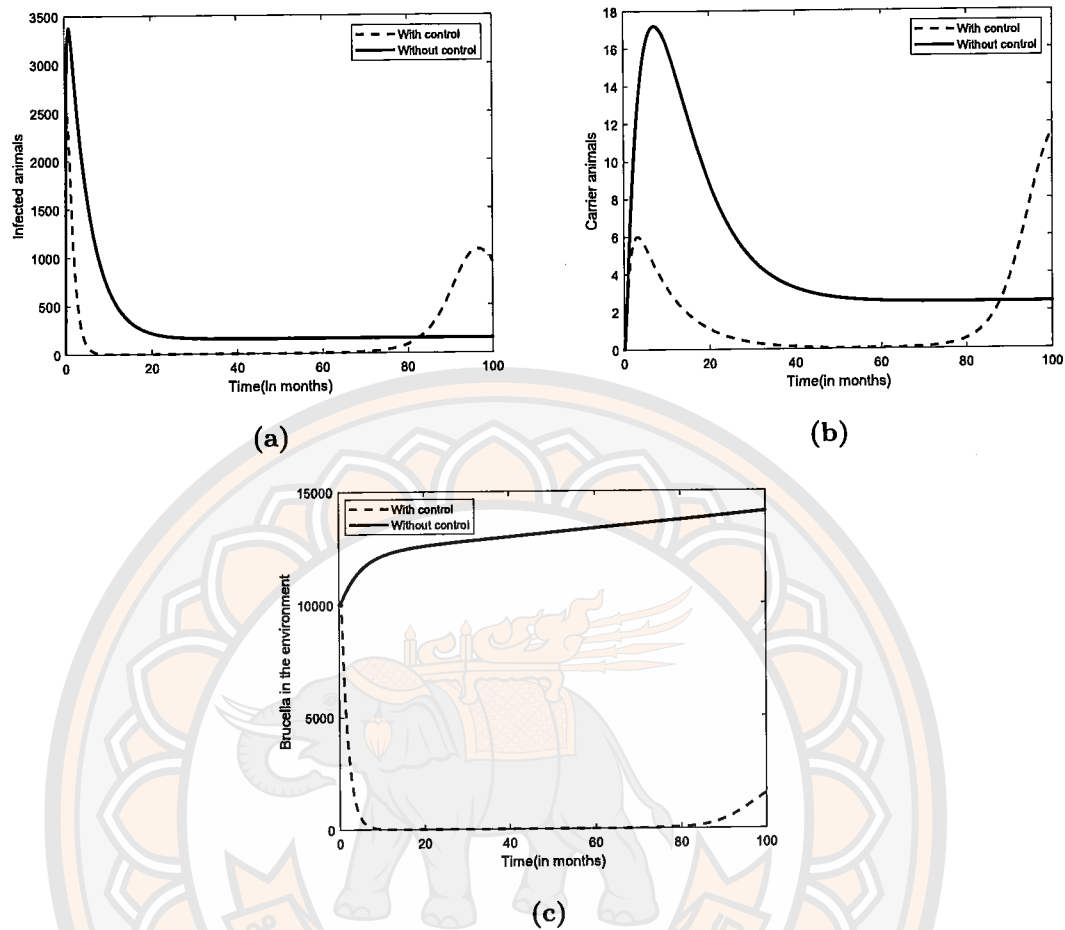 3500
3000
2500
2000
1500
1000
500
0
Infected animals
With control
Without control
0 20 40 60 80 100
Time(In months)
(a)
18
16
14
12
10
8
6
4
2
0
Carrier animals
With control
Without control
0 20 40 60 80 100
Time(in months)
(b)
15000
10000
5000
0
Brucella in the environment
With control
Without control
0 20 40 60 80 100
Time(in months)
(c)